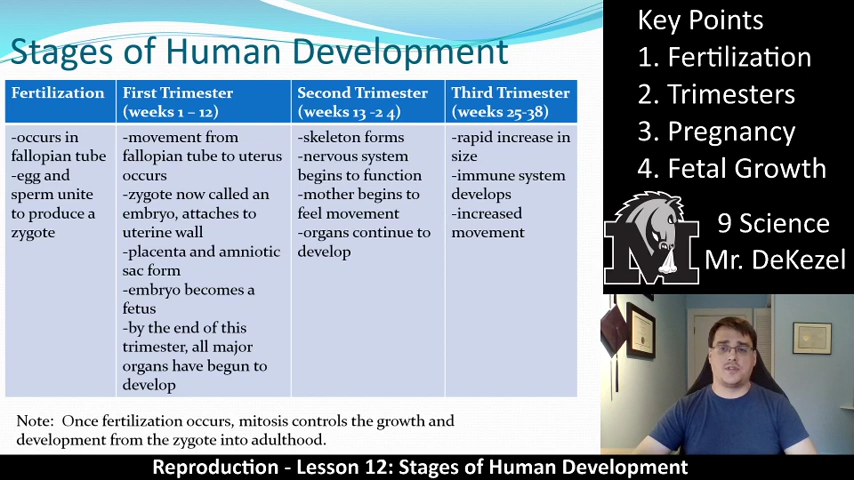 Stages of Human Development
Fertilization
-occurs in
fallopian tube
-egg and
sperm unite
to produce a
zygote
First Trimester
(weeks 1 – 12)
-movement from
fallopian tube to uterus
occurs
-zygote now called an
embryo, attaches to
uterine wall
-placenta and amniotic
sac form
-embryo becomes a
fetus
-by the end of this
trimester, all major
organs have begun to
develop
Second Trimester
(weeks 13 -2 4)
-skeleton forms
-nervous system
begins to function
-mother begins to
feel movement
-organs continue to
develop
Third Trimester
(weeks 25-38)
-rapid increase in
size
-immune system
develops
-increased
movement
Note: Once fertilization occurs, mitosis controls the growth and
development from the zygote into adulthood.
Key Points
1. Fertilization
2. Trimesters
3. Pregnancy
4. Fetal Growth
M
9 Science
Mr. DeKezel
Reproduction - Lesson 12: Stages of Human Development